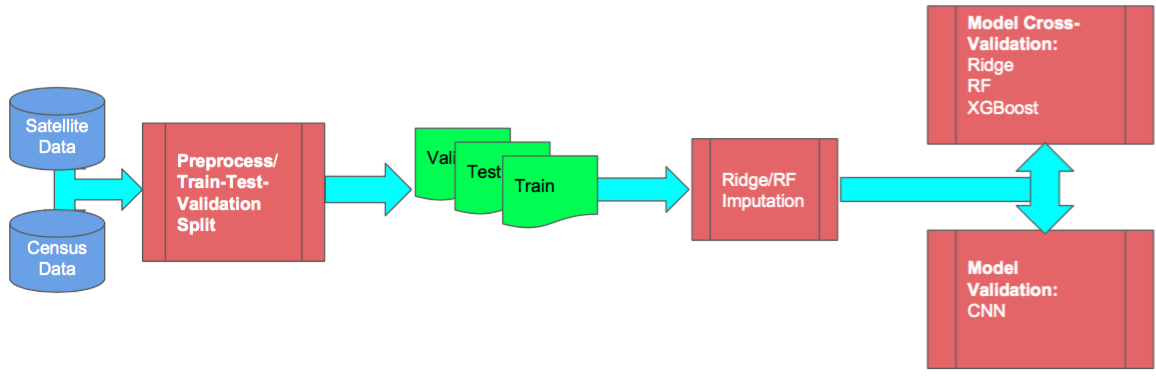 Satellite
Data
Census
Data
Preprocess/
Train-Test-
Validation
Split
Vali
Test
Train
Ridge/RF
Imputation
Model Cross-
Validation:
Ridge
RF
XGBoost
Model
Validation:
CNN